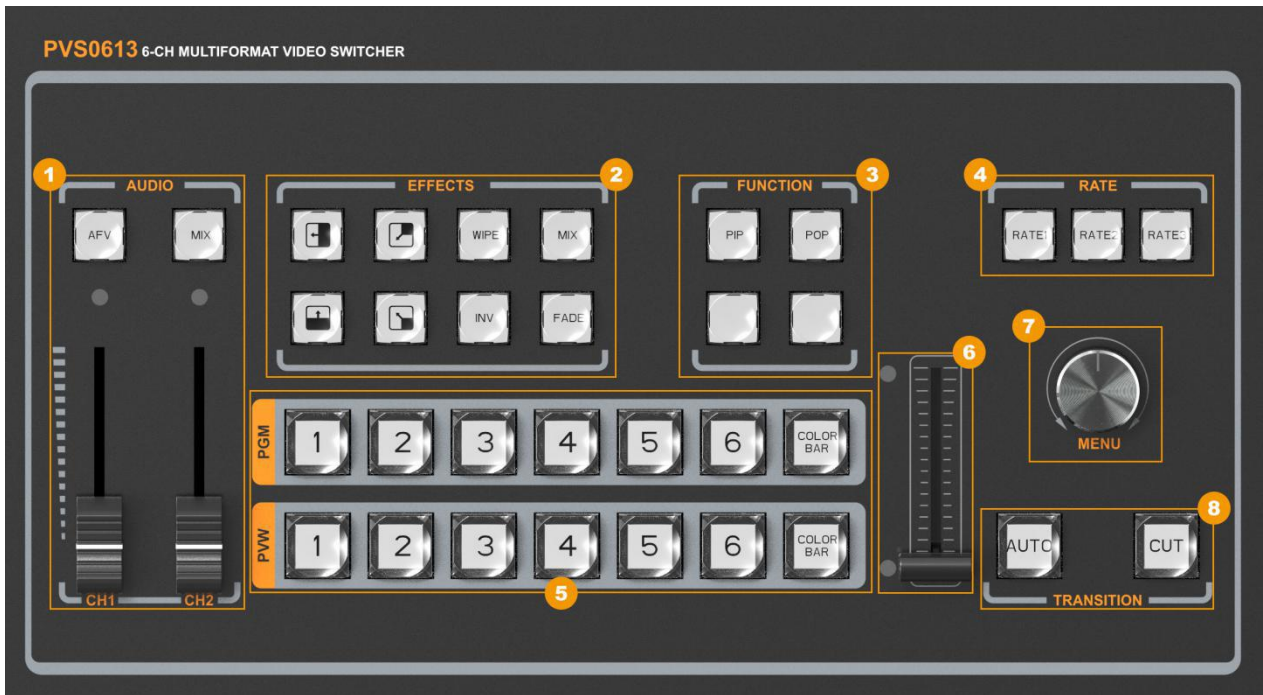 PVS0613 6-CH MULTIFORMAT VIDEO SWITCHER
1
AUDIO
AFV
MIX
CH1
CH2
2
EFFECTS
WIPE
MIX
INV
FADE
3
FUNCTION
PIP
POP
4
RATE
RATE1
RATE2
RATE3
PGM
1
2
3
4
5
6
COLOR
BAR
PVW
1
2
3
4
5
6
COLOR
BAR
5
6
7
MENU
8
AUTO
CUT
TRANSITION